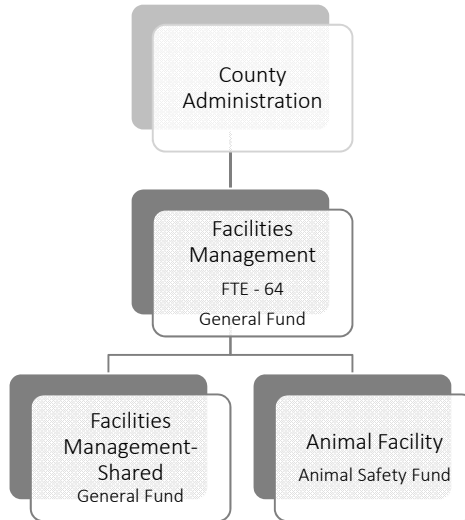 County
Administration
Facilities
Management
FTE - 64
General Fund
Facilities
Management-
Shared
General Fund
Animal Facility
Animal Safety Fund